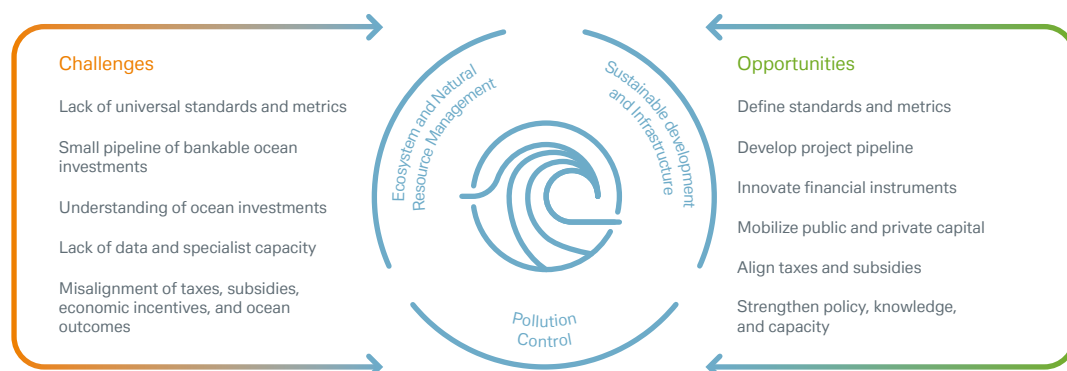 Challenges
Lack of universal standards and metrics
Small pipeline of bankable ocean
investments
Understanding of ocean investments
Lack of data and specialist capacity
Misalignment of taxes, subsidies,
economic incentives, and ocean
outcomes
Ecosystem and Natural
Resource Management
Sustainable development
and Infrastructure
Pollution
Control
Opportunities
Define standards and metrics
Develop project pipeline
Innovate financial instruments
Mobilize public and private capital
Align taxes and subsidies
Strengthen policy, knowledge,
and capacity